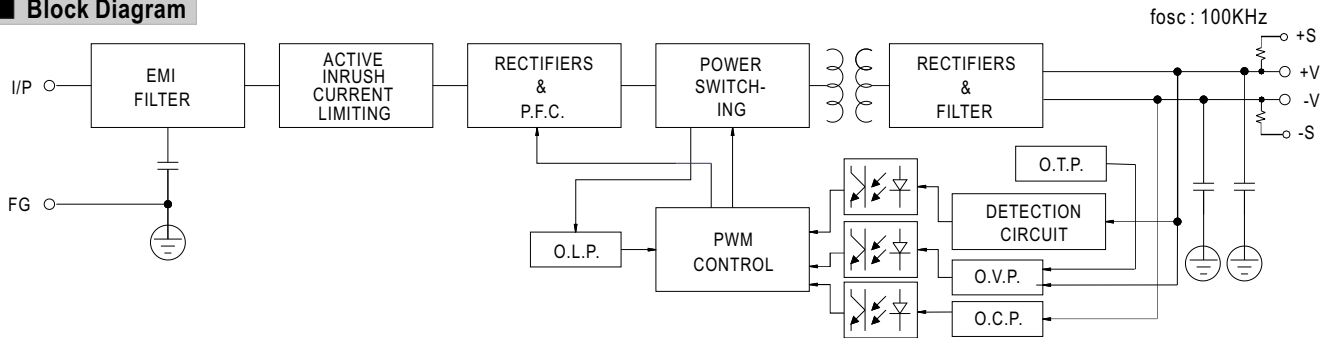 Block Diagram
fosc : 100KHz
I/P
EMI
FILTER
ACTIVE
INRUSH
CURRENT
LIMITING
RECTIFIERS
&
P.F.C.
POWER
SWITCH-
ING
RECTIFIERS
&
FILTER
+S
+V
-V
-S
FG
O.L.P.
PWM
CONTROL
O.T.P.
DETECTION
CIRCUIT
O.V.P.
O.C.P.